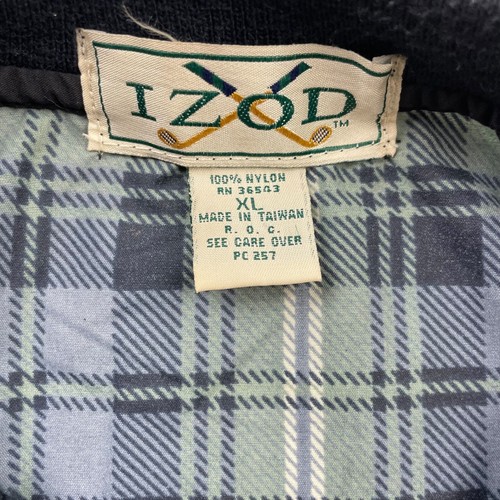 IZOD
TM
100% NYLON
RN 36543
XL
MADE IN TAIWAN
R. O. C.
SEE CARE OVER
PC 257